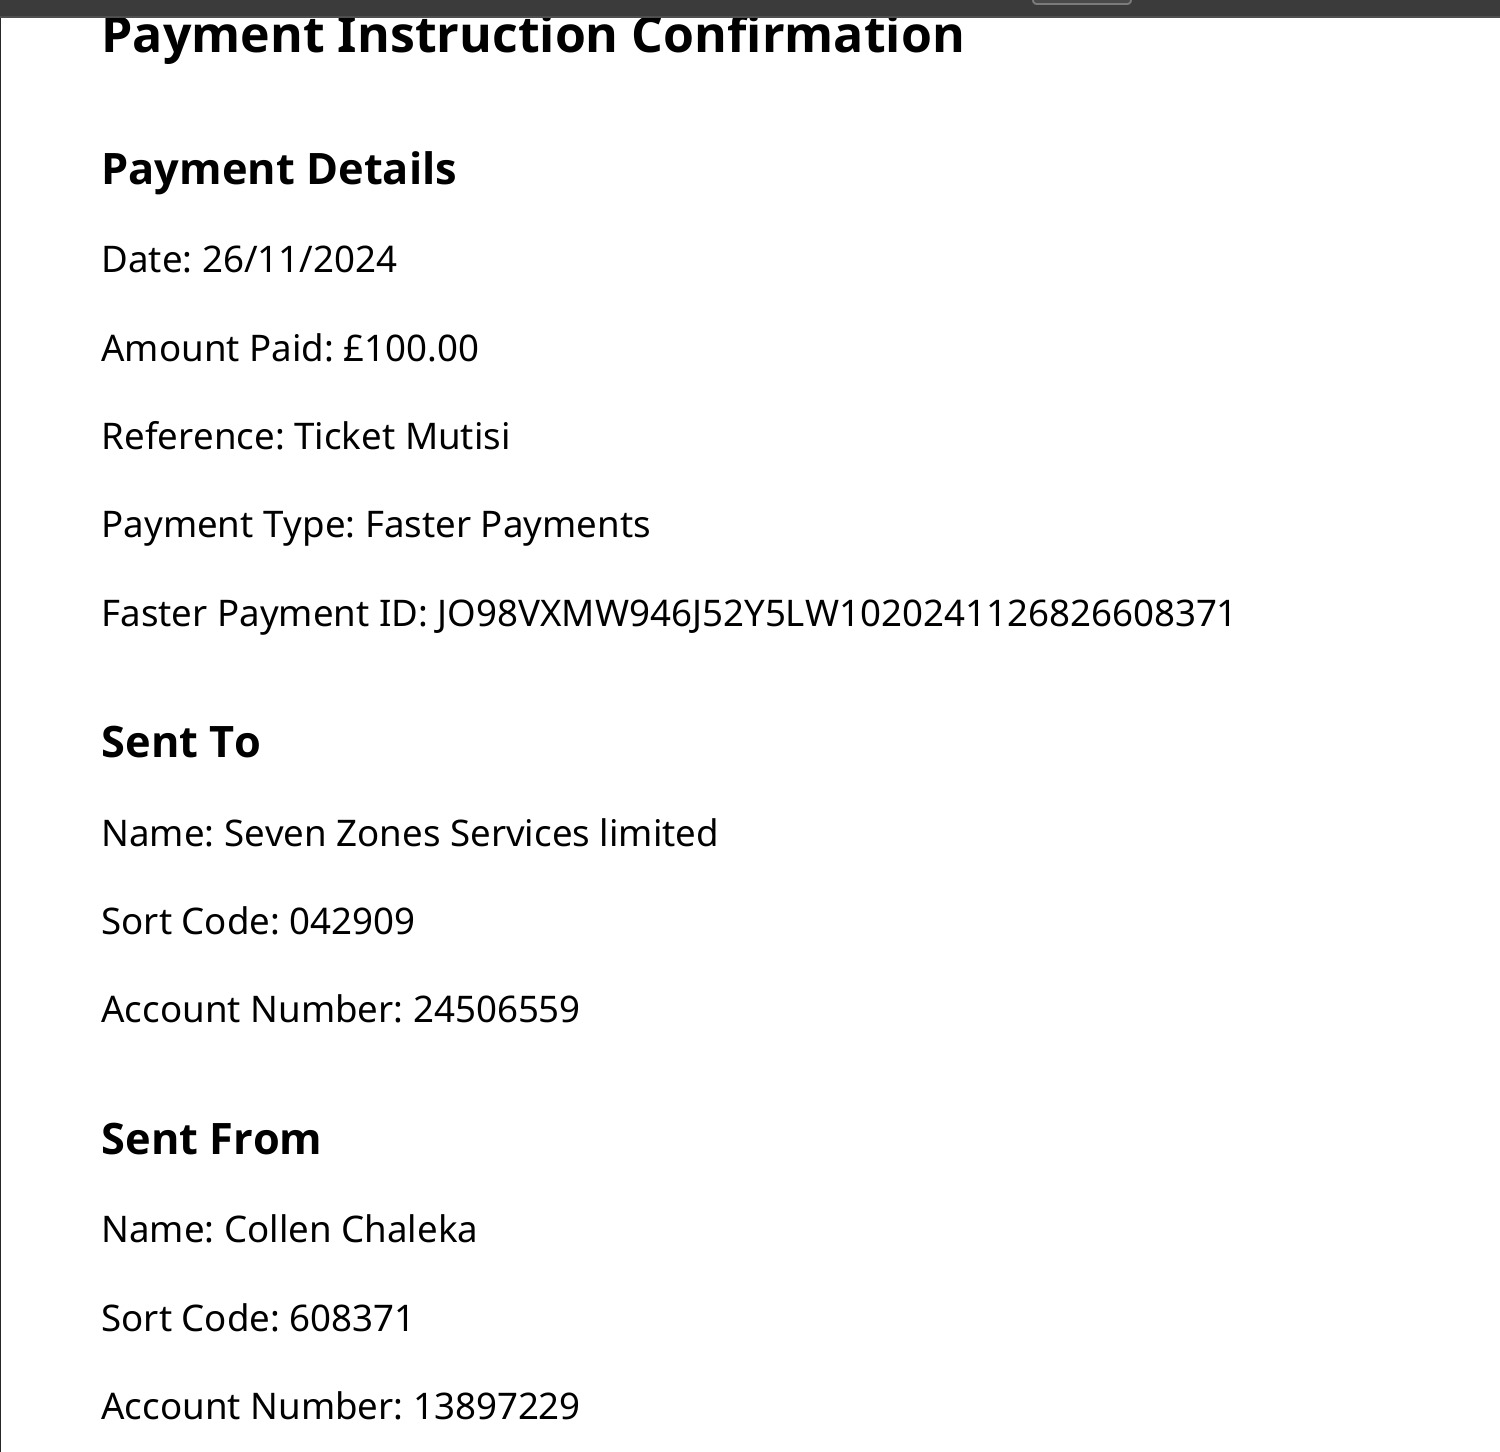 Payment Instruction Confirmation
Payment Details
Date: 26/11/2024
Amount Paid: £100.00
Reference: Ticket Mutisi
Payment Type: Faster Payments
Faster Payment ID: JO98VXMW946J52Y5LW1020241126826608371
Sent To
Name: Seven Zones Services limited
Sort Code: 042909
Account Number: 24506559
Sent From
Name: Collen Chaleka
Sort Code: 608371
Account Number: 13897229